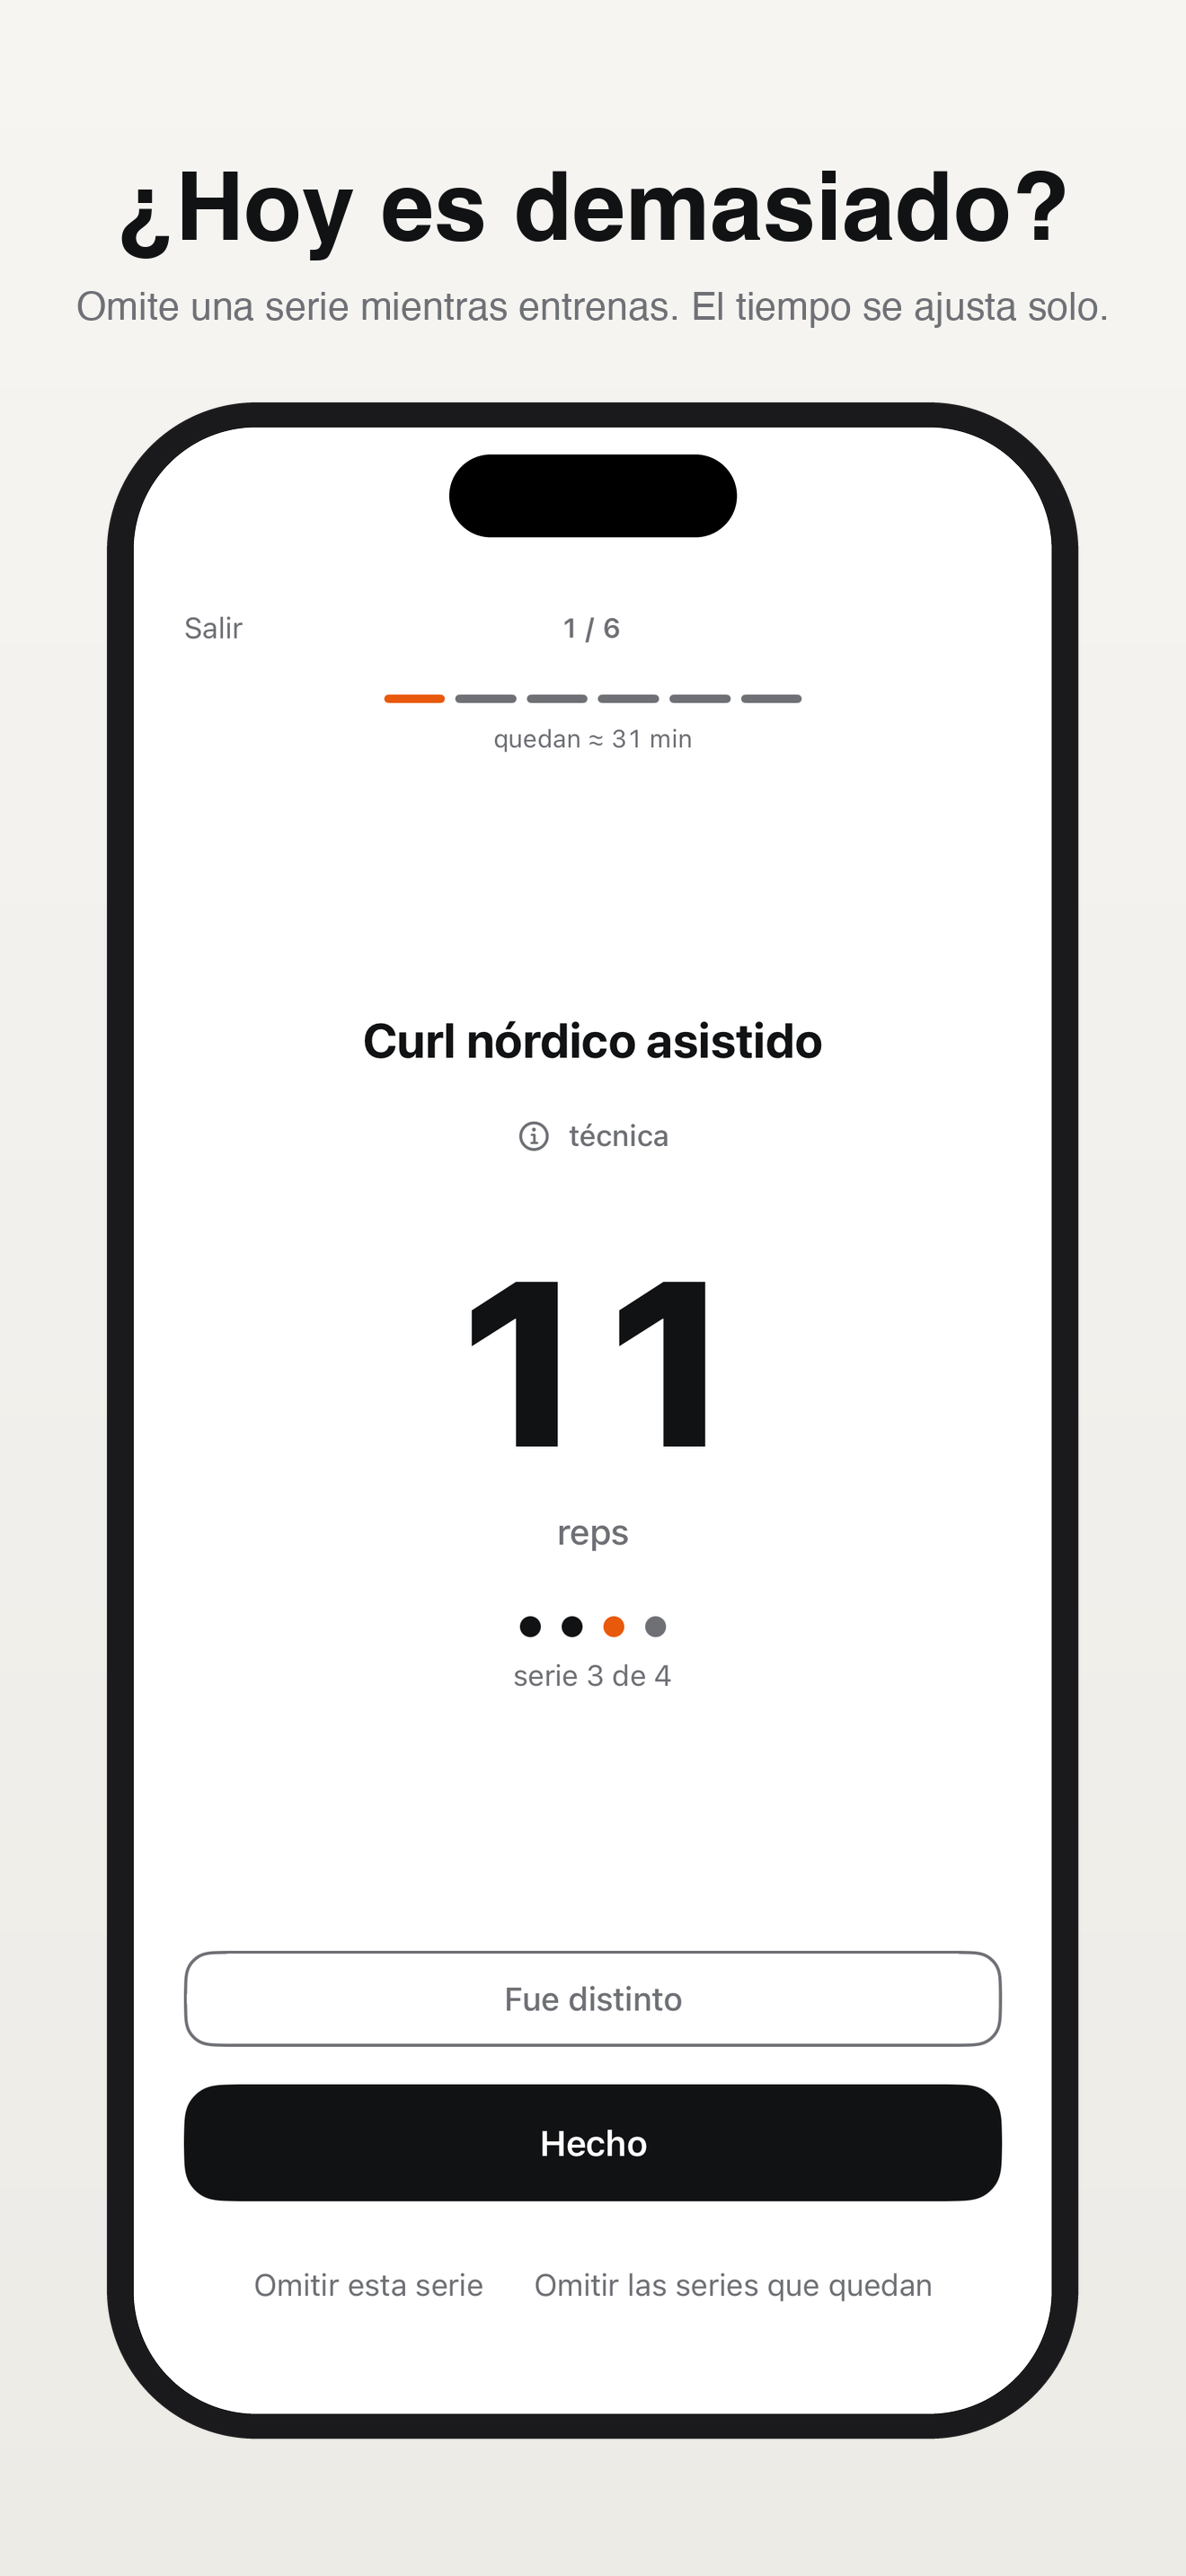 ¿Hoy es demasiado?
Omite una serie mientras entrenas. El tiempo se ajusta solo.
Salir
1 / 6
quedan ≈ 31 min
Curl nórdico asistido
técnica
11
reps
serie 3 de 4
Fue distinto
Hecho
Omitir esta serie
Omitir las series que quedan